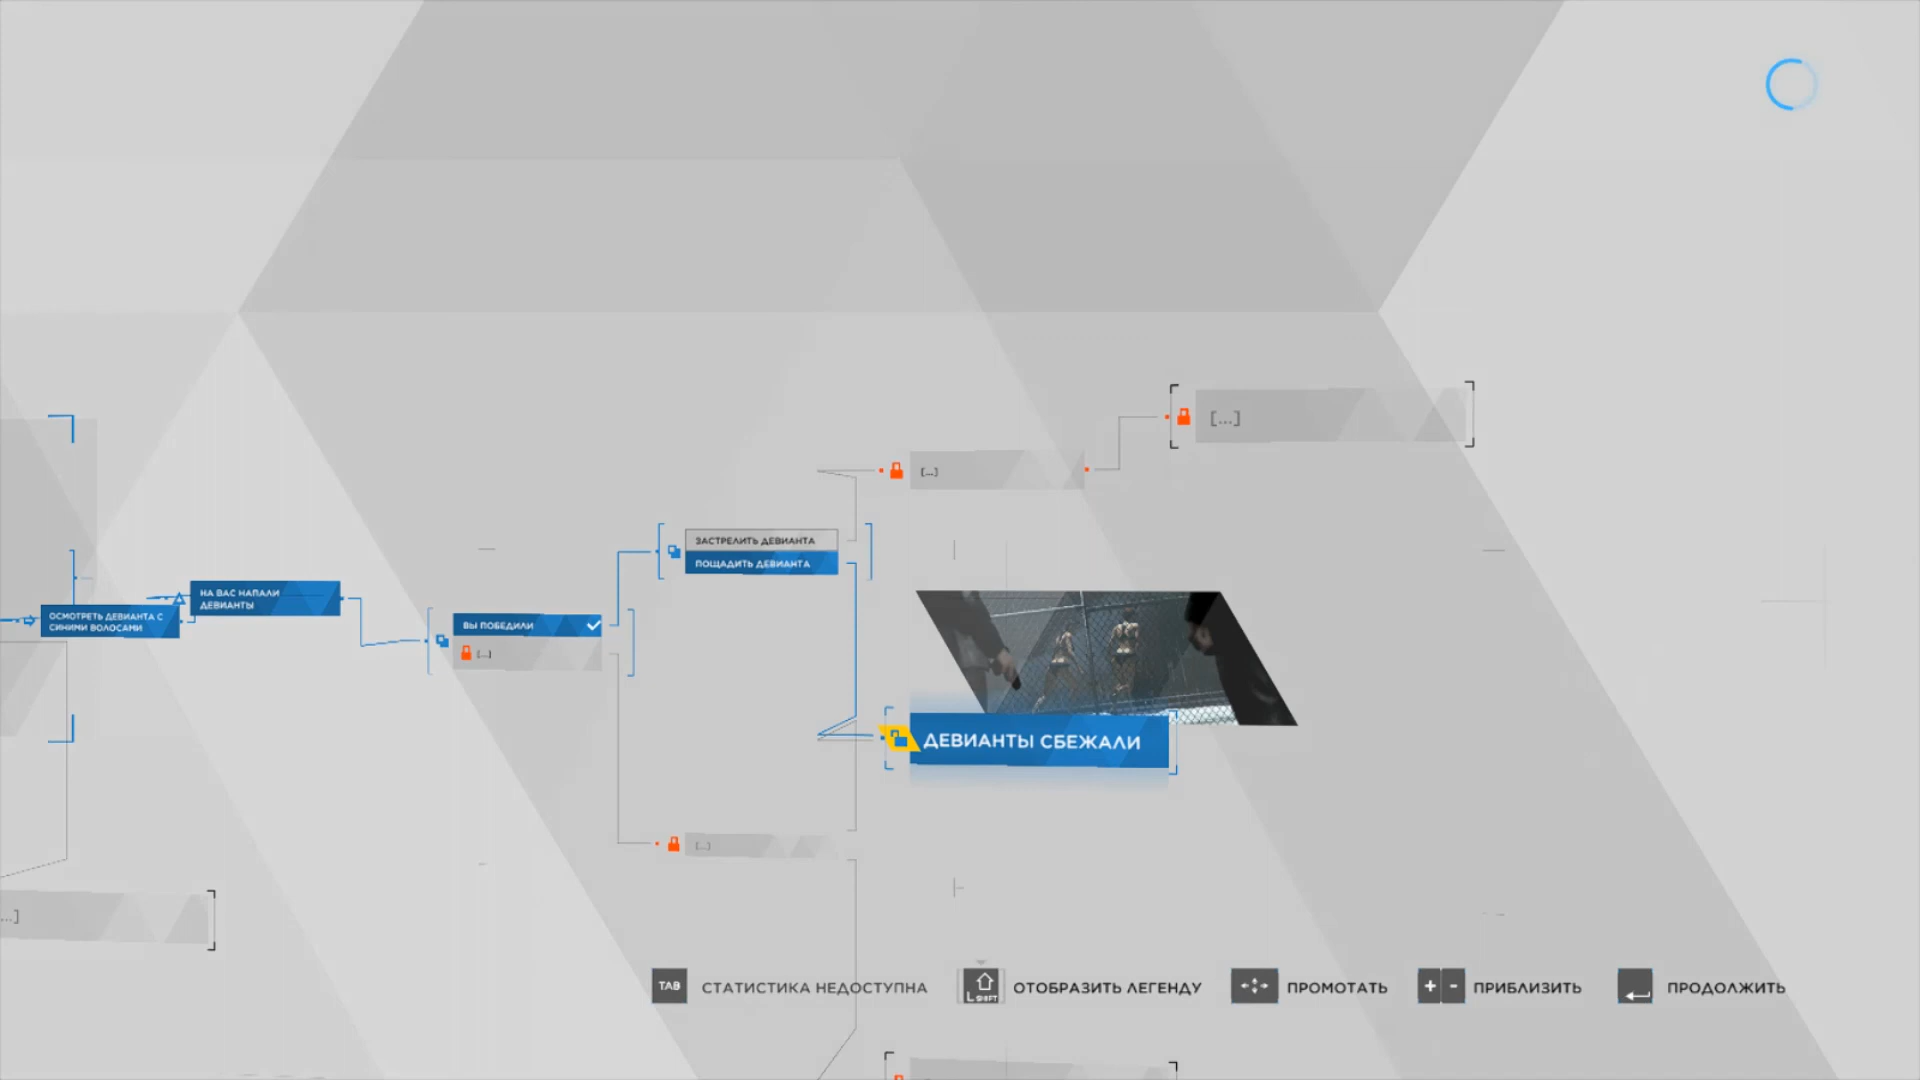 [...]
[...]
ЗАСТРЕЛИТЬ ДЕВИАНТА
ПОЩАДИТЬ ДЕВИАНТА
НА ВАС НАПАЛИ
ДЕВИАНТЫ
ОСМОТРЕТЬ ДЕВИАНТА С
СИНИМИ ВОЛОСАМИ
ВЫ ПОБЕДИЛИ
[...]
ДЕВИАНТЫ СБЕЖАЛИ
[...]
...]
TAB СТАТИСТИКА НЕДОСТУПНА
L SHIFT ОТОБРАЗИТЬ ЛЕГЕНДУ
ПРОМОТАТЬ
+ - ПРИБЛИЗИТЬ
ПРОДОЛЖИТЬ